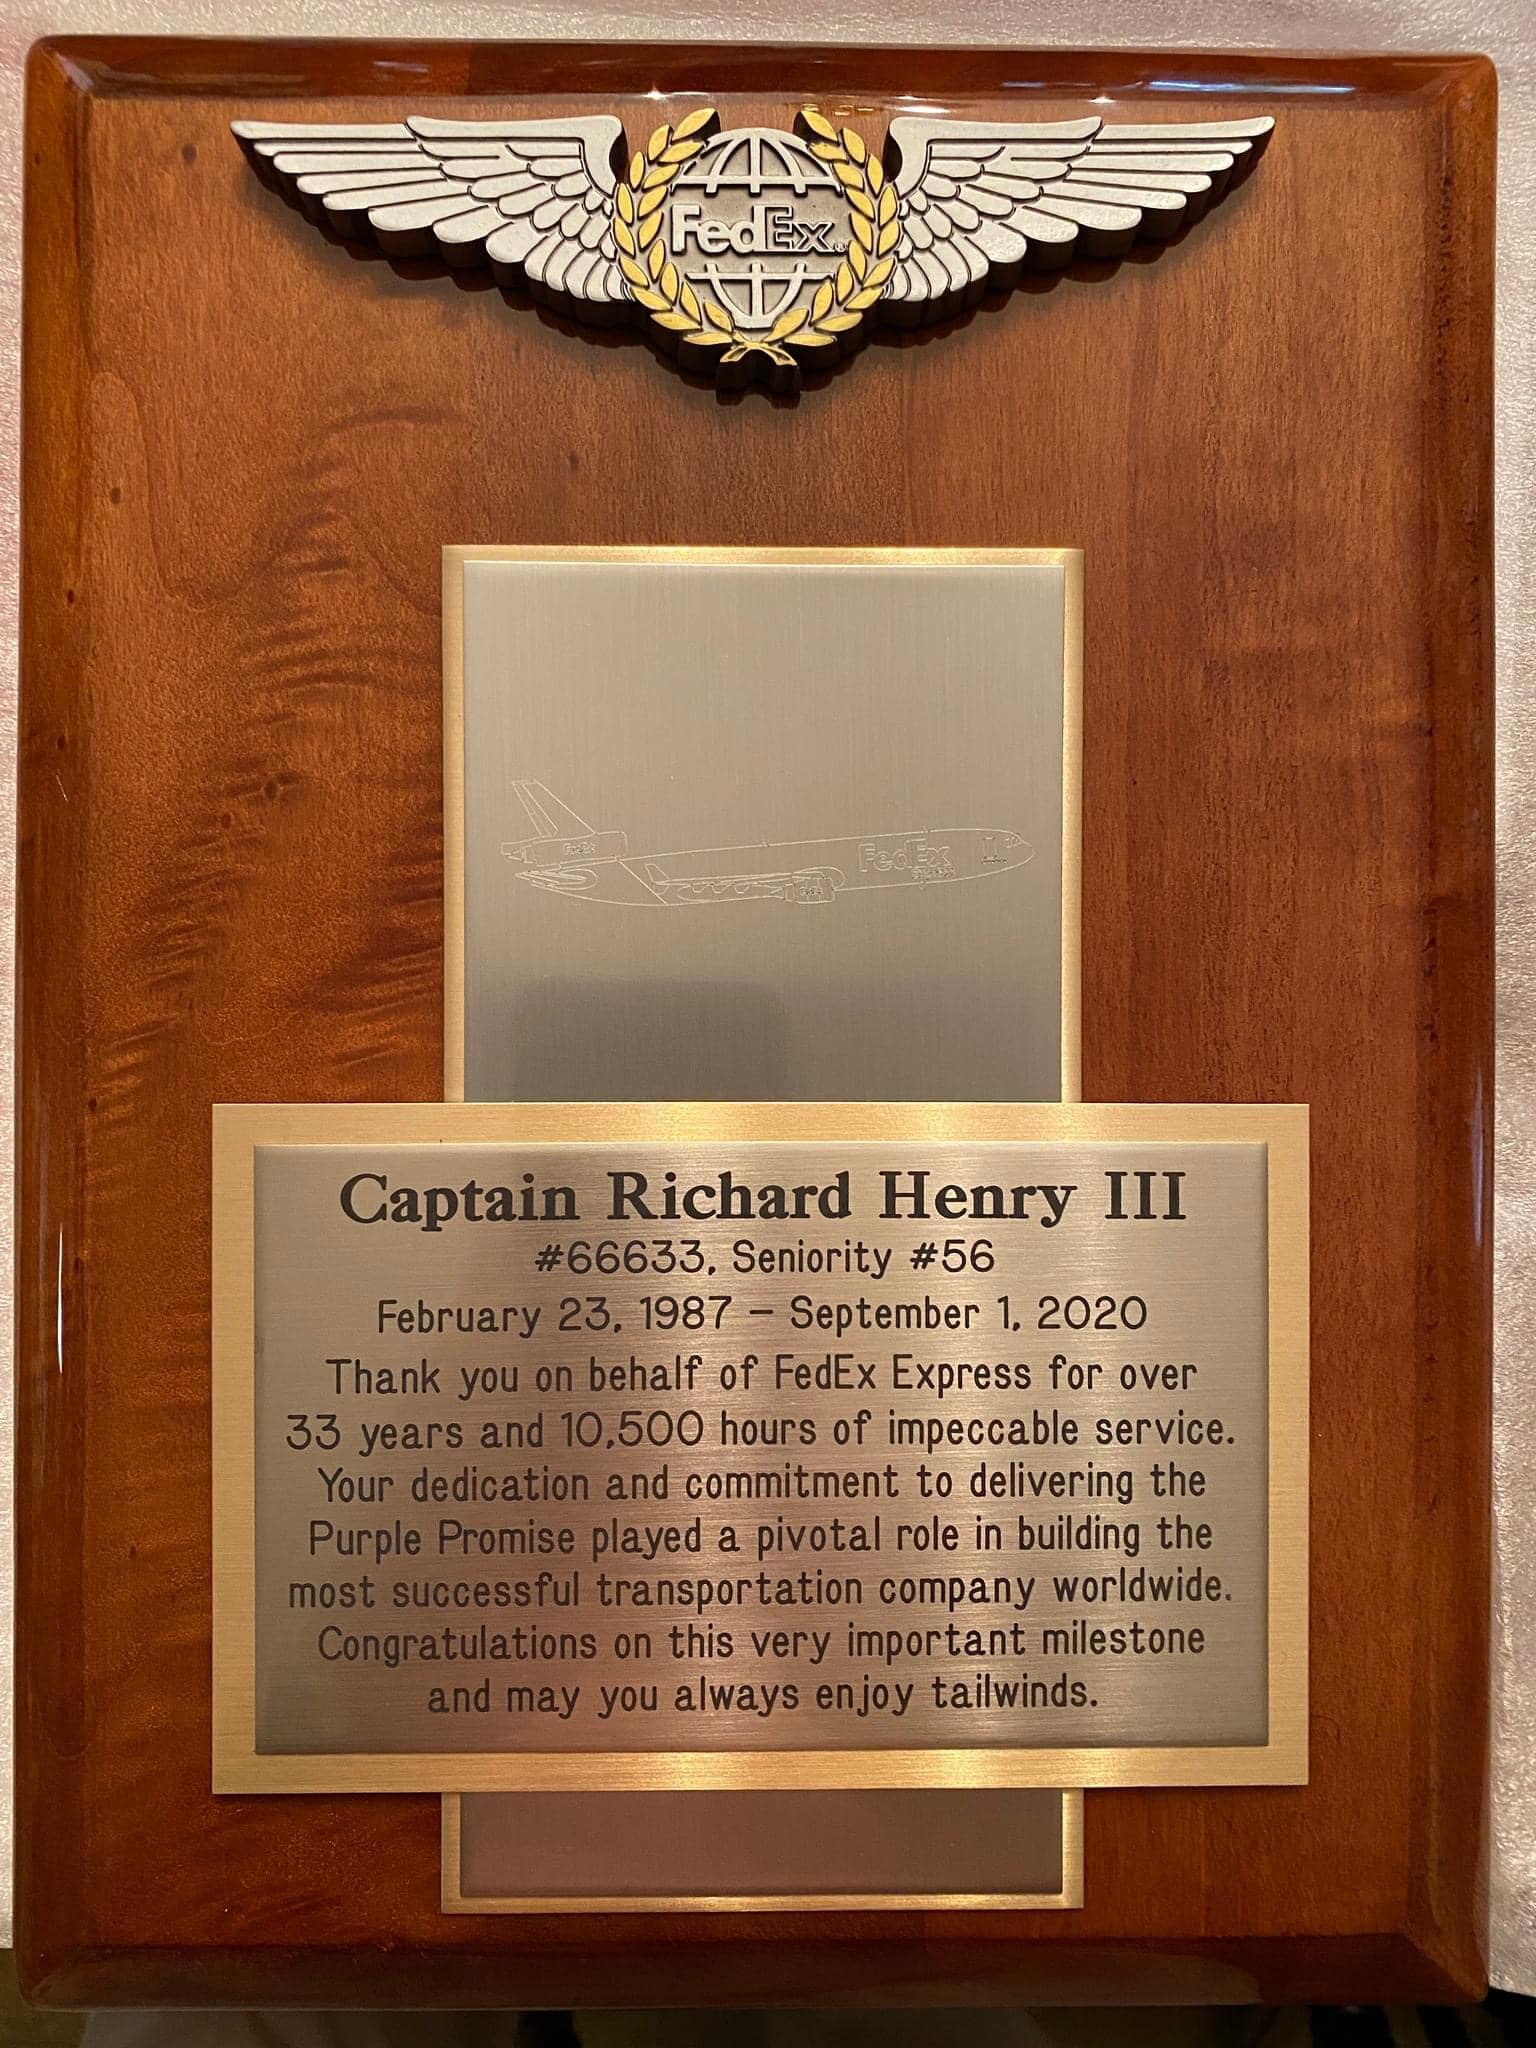 FedEx®
FedEx
FedEx
Captain Richard Henry III
#66633, Seniority #56
February 23, 1987 – September 1, 2020
Thank you on behalf of FedEx Express for over
33 years and 10,500 hours of impeccable service.
Your dedication and commitment to delivering the
Purple Promise played a pivotal role in building the
most successful transportation company worldwide.
Congratulations on this very important milestone
and may you always enjoy tailwinds.